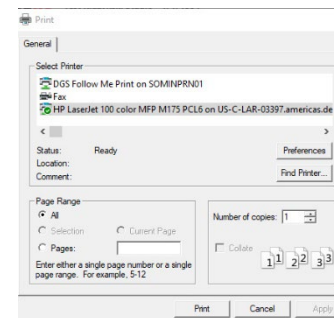 Print
General
Select Printer
DGS Follow Me Print on SOMINPRN01
Fax
HP LaserJet 100 color MFP M175 PCL6 on US-C-LAR-03397.americas.de
Status: Ready
Preferences
Location:
Comment:
Find Printer...
Page Range
All
Selection Current Page
Pages:
Enter either a single page number or a single
page range. For example, 5-12
Number of copies: 1
Collate
1 1 2 2 3 3
Print Cancel Apply